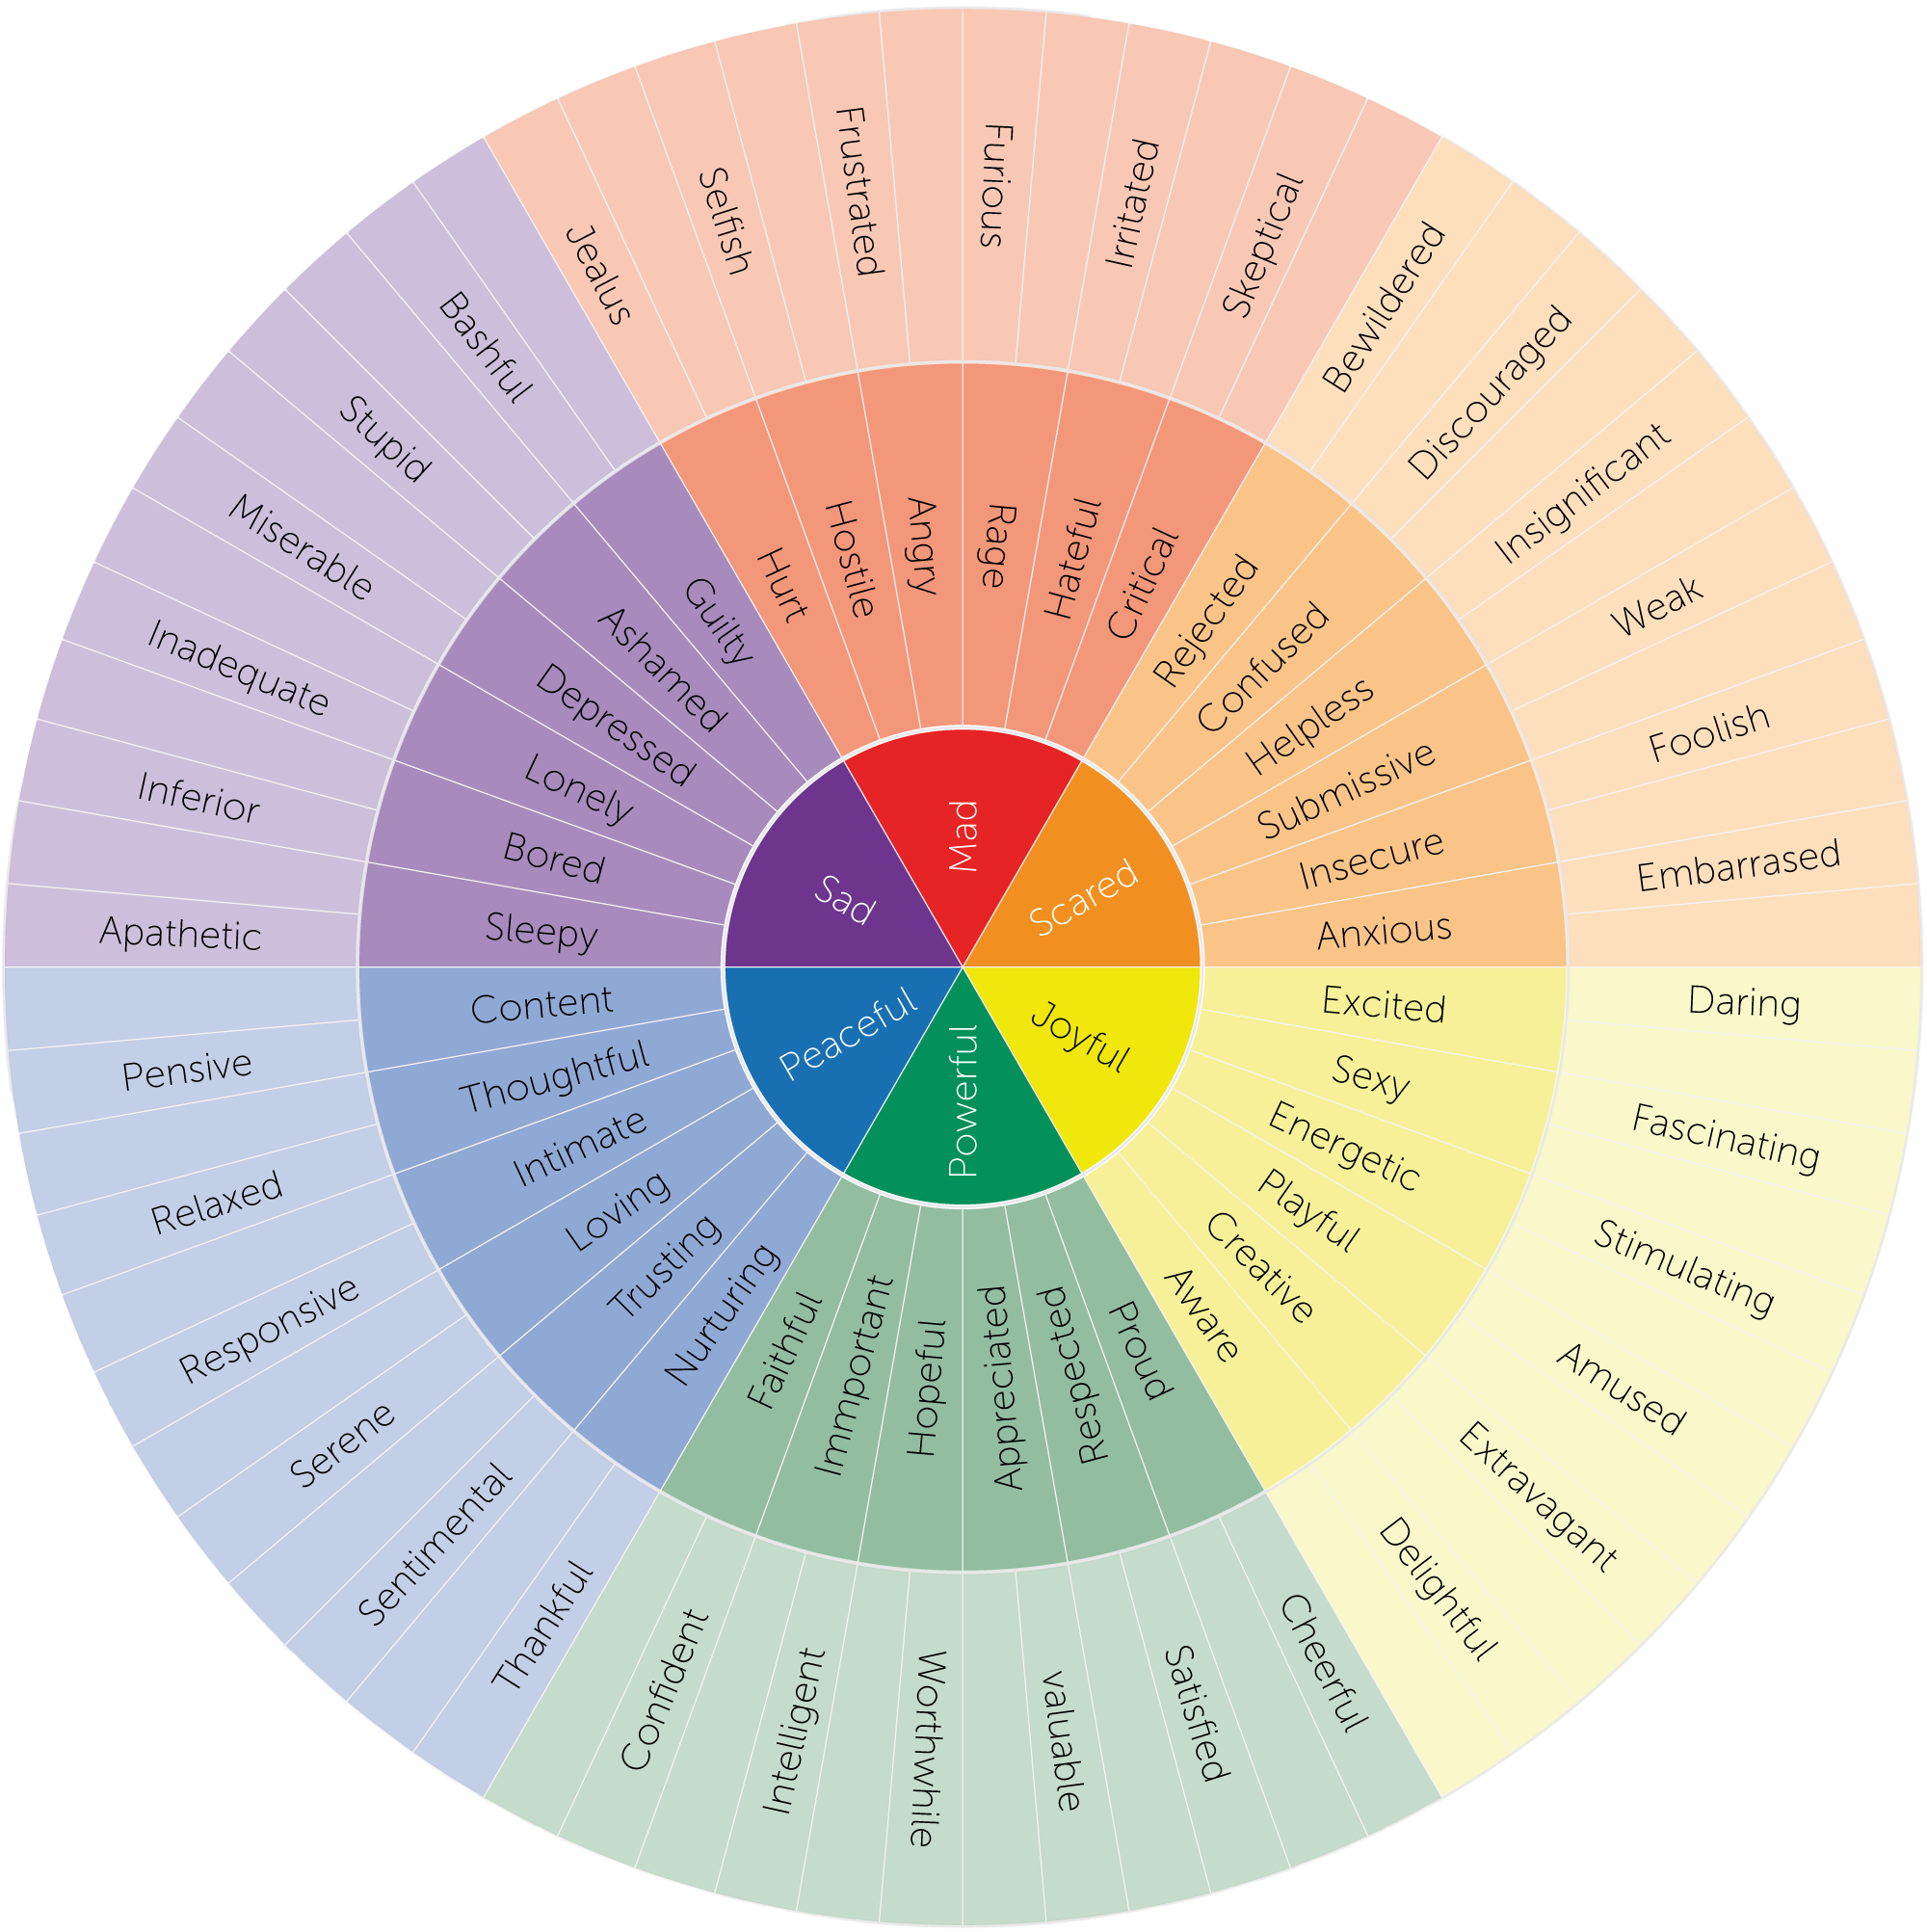 Mad
Scared
Joyful
Powerful
Peaceful
Sad
Hurt
Hostile
Angry
Rage
Hateful
Critical
Rejected
Confused
Helpless
Submissive
Insecure
Anxious
Excited
Sexy
Energetic
Playful
Creative
Aware
Proud
Respected
Appreciated
Hopeful
Immportant
Faithful
Nurturing
Trusting
Loving
Intimate
Thoughtful
Content
Sleepy
Bored
Lonely
Depressed
Ashamed
Guilty
Jealus
Selfish
Frustrated
Furious
Irritated
Skeptical
Bewildered
Discouraged
Insignificant
Weak
Foolish
Embarrased
Daring
Fascinating
Stimulating
Amused
Extravagant
Delightful
Cheerful
Satisfied
valuable
Worthwhile
Intelligent
Confident
Thankful
Sentimental
Serene
Responsive
Relaxed
Pensive
Apathetic
Inferior
Inadequate
Miserable
Stupid
Bashful